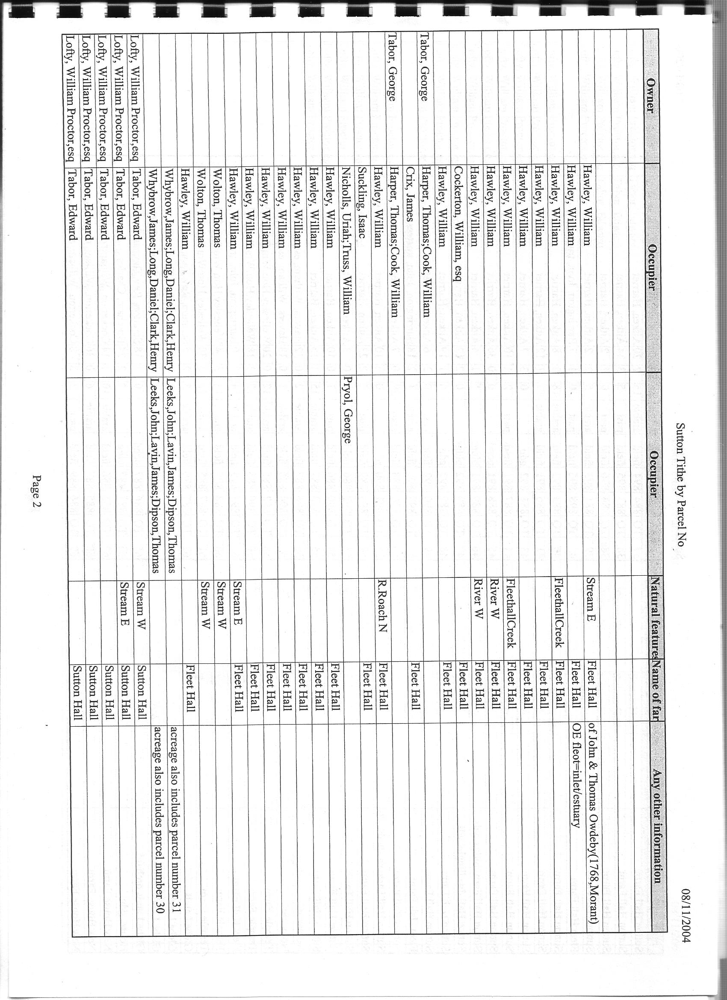 Sutton Tithe by Parcel No
08/11/2004
Owner Occupier Occupier Natural features Name of far Any other information
Hawley, William Stream E Fleet Hall of John & Thomas Owdeby(1768,Morant)
Hawley, William Fleet Hall OE fleot=inlet/estuary
Hawley, William FleethallCreek Fleet Hall
Hawley, William Fleet Hall
Hawley, William Fleet Hall
Hawley, William FleethallCreek Fleet Hall
Hawley, William River W Fleet Hall
Hawley, William River W Fleet Hall
Cockerton, William, esq Fleet Hall
Hawley, William Fleet Hall
Tabor, George Harper, Thomas;Cook, William
Crix, James Fleet Hall
Tabor, George Harper, Thomas;Cook, William
Hawley, William R.Roach N Fleet Hall
Suckling, Isaac Fleet Hall
Nicholls, Uriah;Truss, William Pryol, George
Hawley, William Fleet Hall
Hawley, William Fleet Hall
Hawley, William Fleet Hall
Hawley, William Fleet Hall
Hawley, William Fleet Hall
Hawley, William Fleet Hall
Hawley, William Stream E Fleet Hall
Wolton, Thomas Stream W
Wolton, Thomas Stream W
Hawley, William Fleet Hall
Whybrow,James;Long,Daniel;Clark,Henry Leeks,John;Lavin,James;Dipson,Thomas acreage also includes parcel number 31
Whybrow,James;Long,Daniel;Clark,Henry Leeks,John;Lavin,James;Dipson,Thomas acreage also includes parcel number 30
Lofty, William Proctor,esq Tabor, Edward Stream W Sutton Hall
Lofty, William Proctor,esq Tabor, Edward Stream E Sutton Hall
Lofty, William Proctor,esq Tabor, Edward Sutton Hall
Lofty, William Proctor,esq Tabor, Edward Sutton Hall
Lofty, William Proctor,esq Tabor, Edward Sutton Hall
Page 2